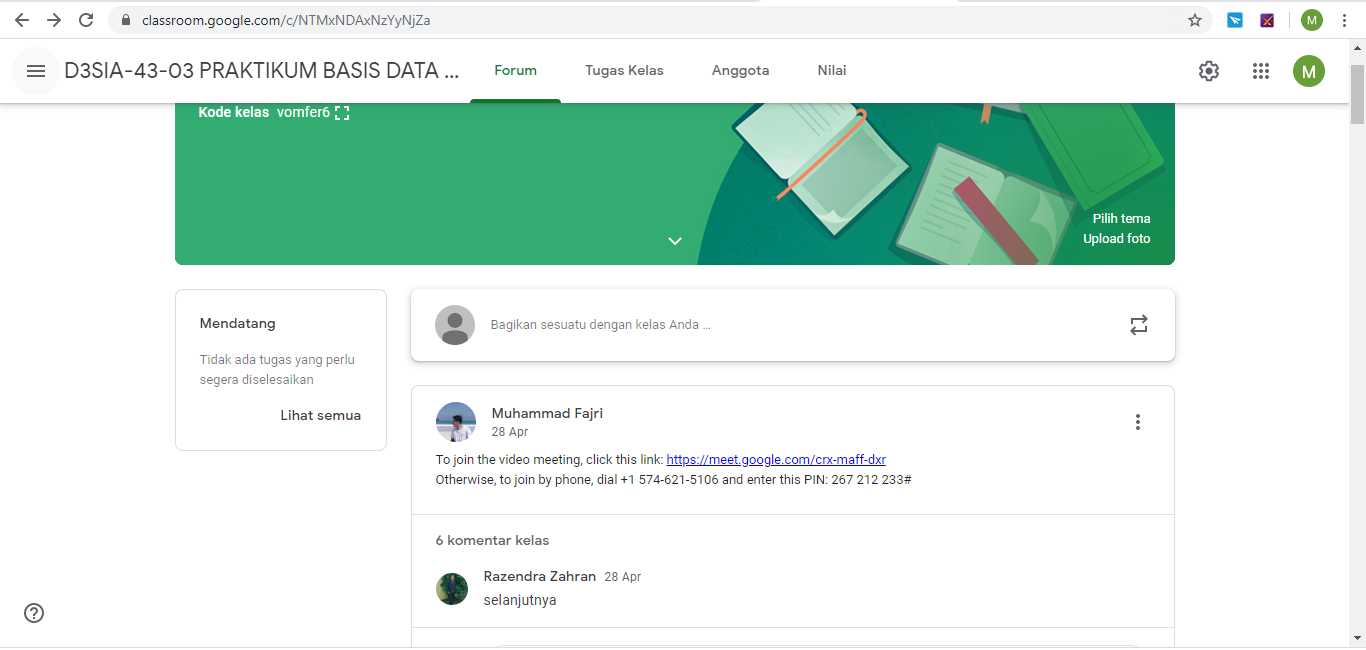 classroom.google.com/c/NTMxNDAxNzYyNjZa
M
D3SIA-43-03 PRAKTIKUM BASIS DATA ...
Forum
Tugas Kelas
Anggota
Nilai
M
Kode kelas vomfer6
Pilih tema
Upload foto
Mendatang
Tidak ada tugas yang perlu
segera diselesaikan
Lihat semua
Bagikan sesuatu dengan kelas Anda ...
Muhammad Fajri
28 Apr
To join the video meeting, click this link: https://meet.google.com/crx-maff-dxr
Otherwise, to join by phone, dial +1 574-621-5106 and enter this PIN: 267 212 233#
6 komentar kelas
Razendra Zahran 28 Apr
selanjutnya